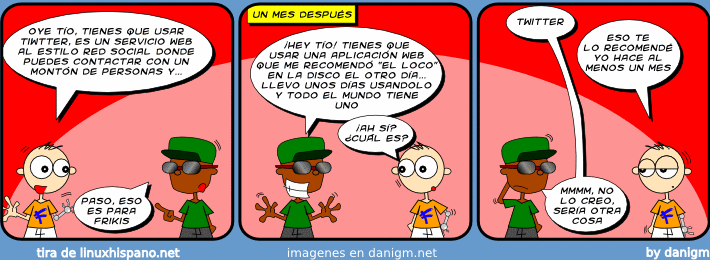 OYE TÍO, TIENES QUE USAR
TIWTTER, ES UN SERVICIO WEB
AL ESTILO RED SOCIAL DONDE
PUEDES CONTACTAR CON UN
MONTÓN DE PERSONAS Y...
PASO, ESO
ES PARA
FRIKIS
UN MES DESPUÉS
¡HEY TÍO! TIENES QUE
USAR UNA APLICACIÓN WEB
QUE ME RECOMENDÓ "EL LOCO"
EN LA DISCO EL OTRO DÍA...
LLEVO UNOS DÍAS USANDOLO
Y TODO EL MUNDO TIENE
UNO
¿AH SÍ?
¿CUÁL ES?
TWITTER
ESO TE
LO RECOMENDÉ
YO HACE AL
MENOS UN MES
MMMM, NO
LO CREO,
SERIA OTRA
COSA
tira de linuxhispano.net
imagenes en danigm.net
by danigm